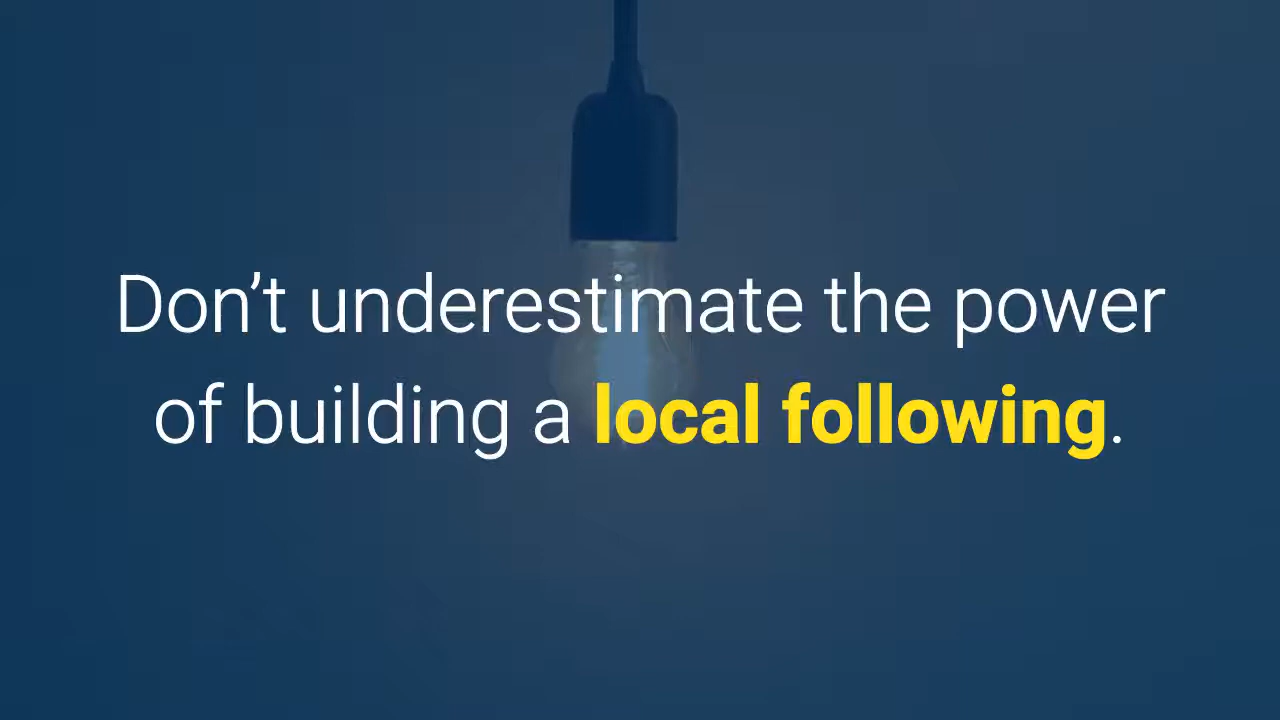 Don’t underestimate the power
of building a local following.